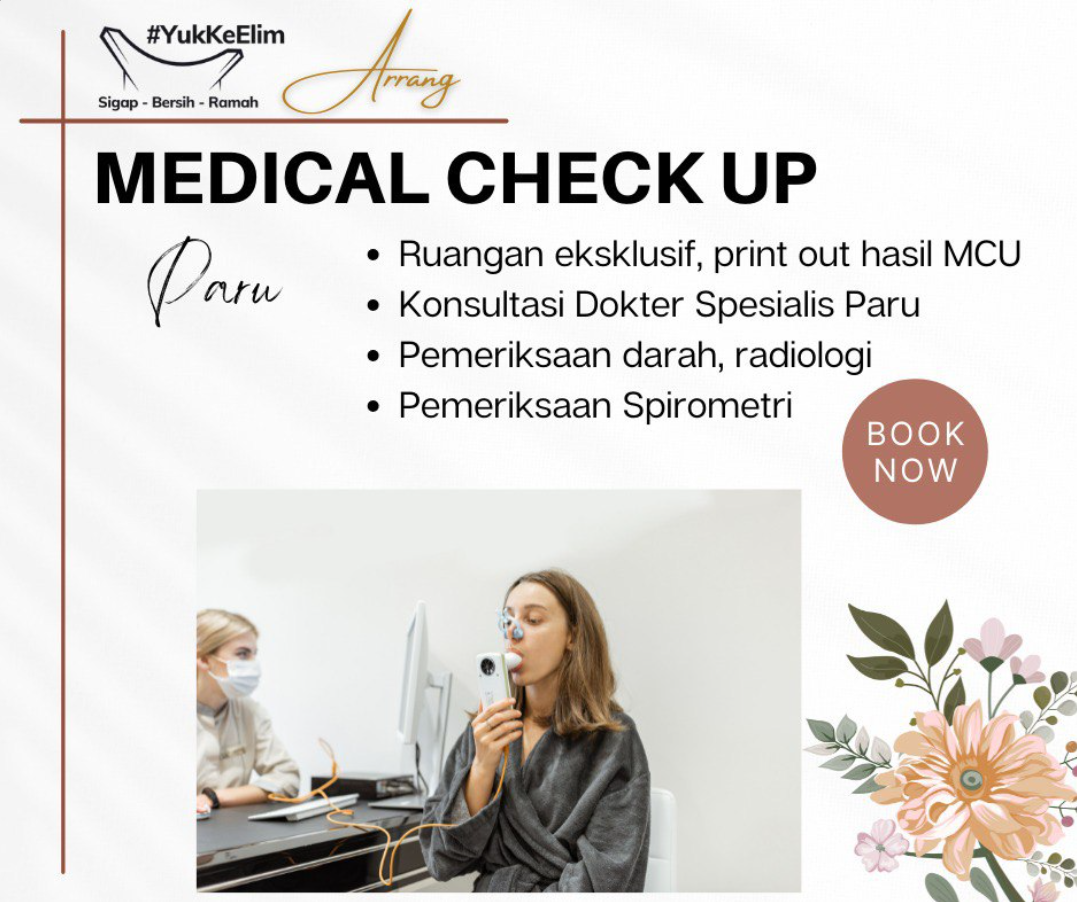 #YukKeElim
Sigap - Bersih - Ramah
Arrang
MEDICAL CHECK UP
Paru
• Ruangan eksklusif, print out hasil MCU
• Konsultasi Dokter Spesialis Paru
• Pemeriksaan darah, radiologi
• Pemeriksaan Spirometri
BOOK
NOW